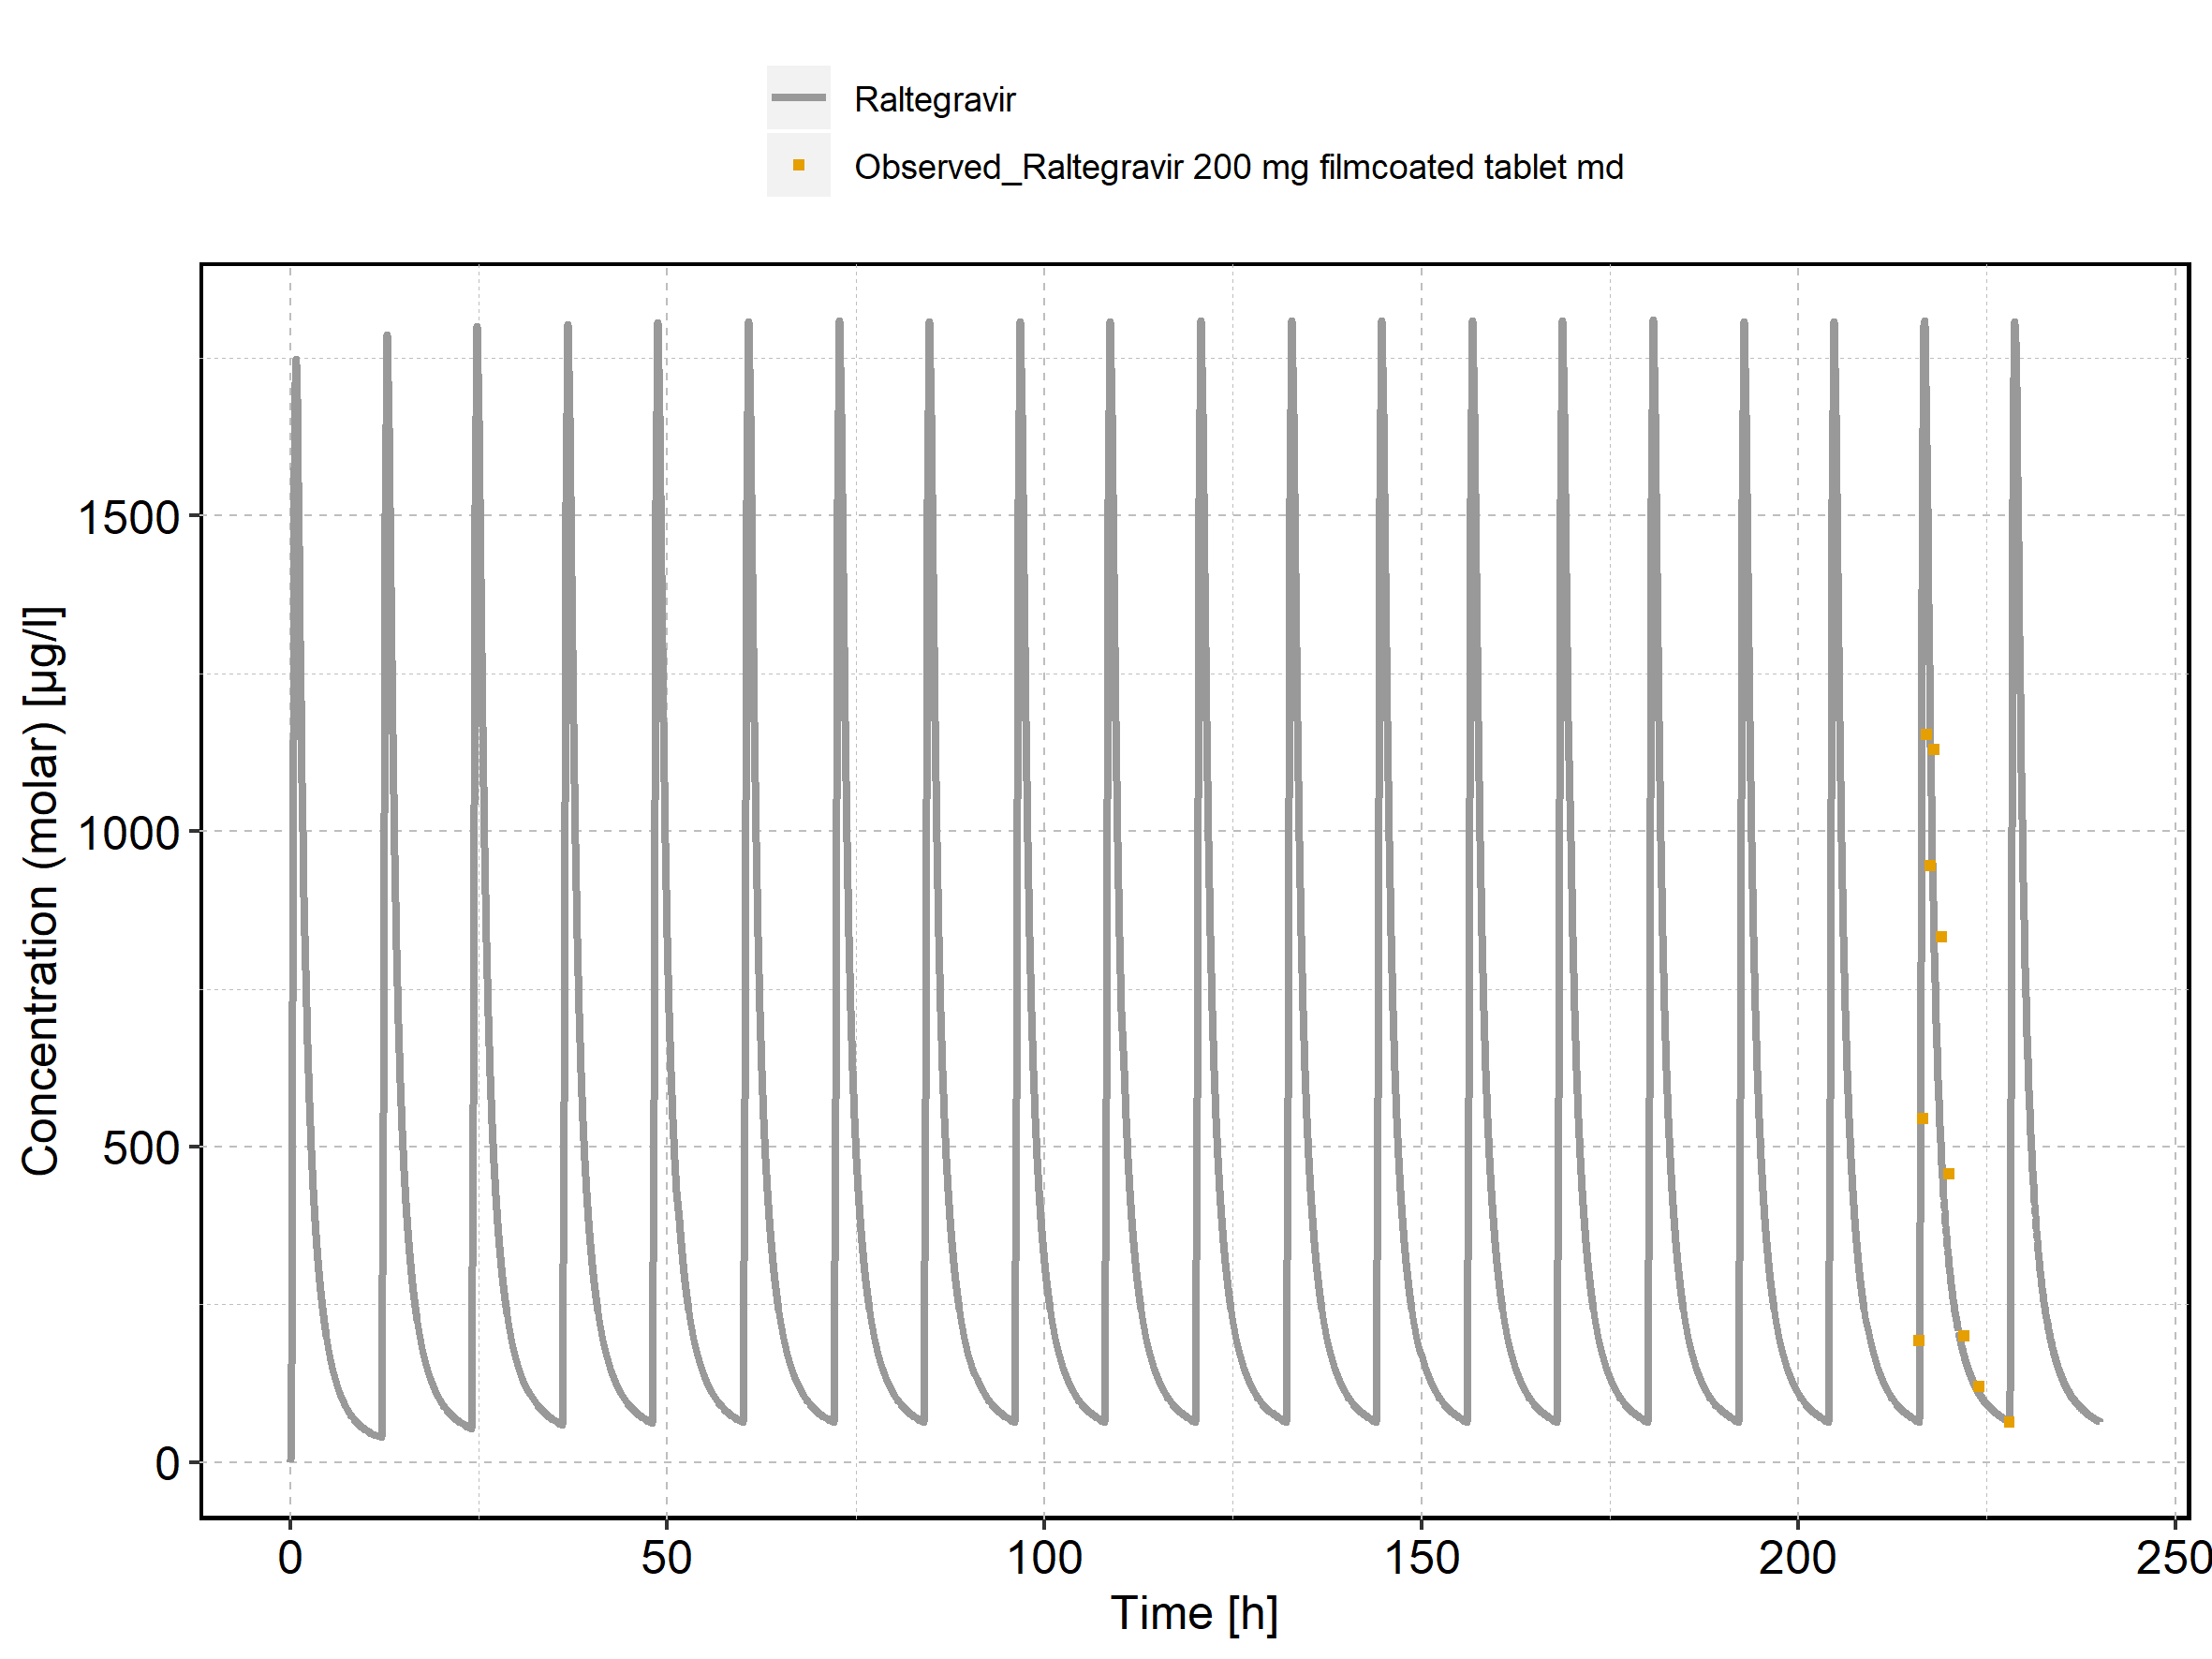 Raltegravir
Observed_Raltegravir 200 mg filmcoated tablet md
Concentration (molar) [µg/l]
1500
1000
500
0
0 50 100 150 200 250
Time [h]